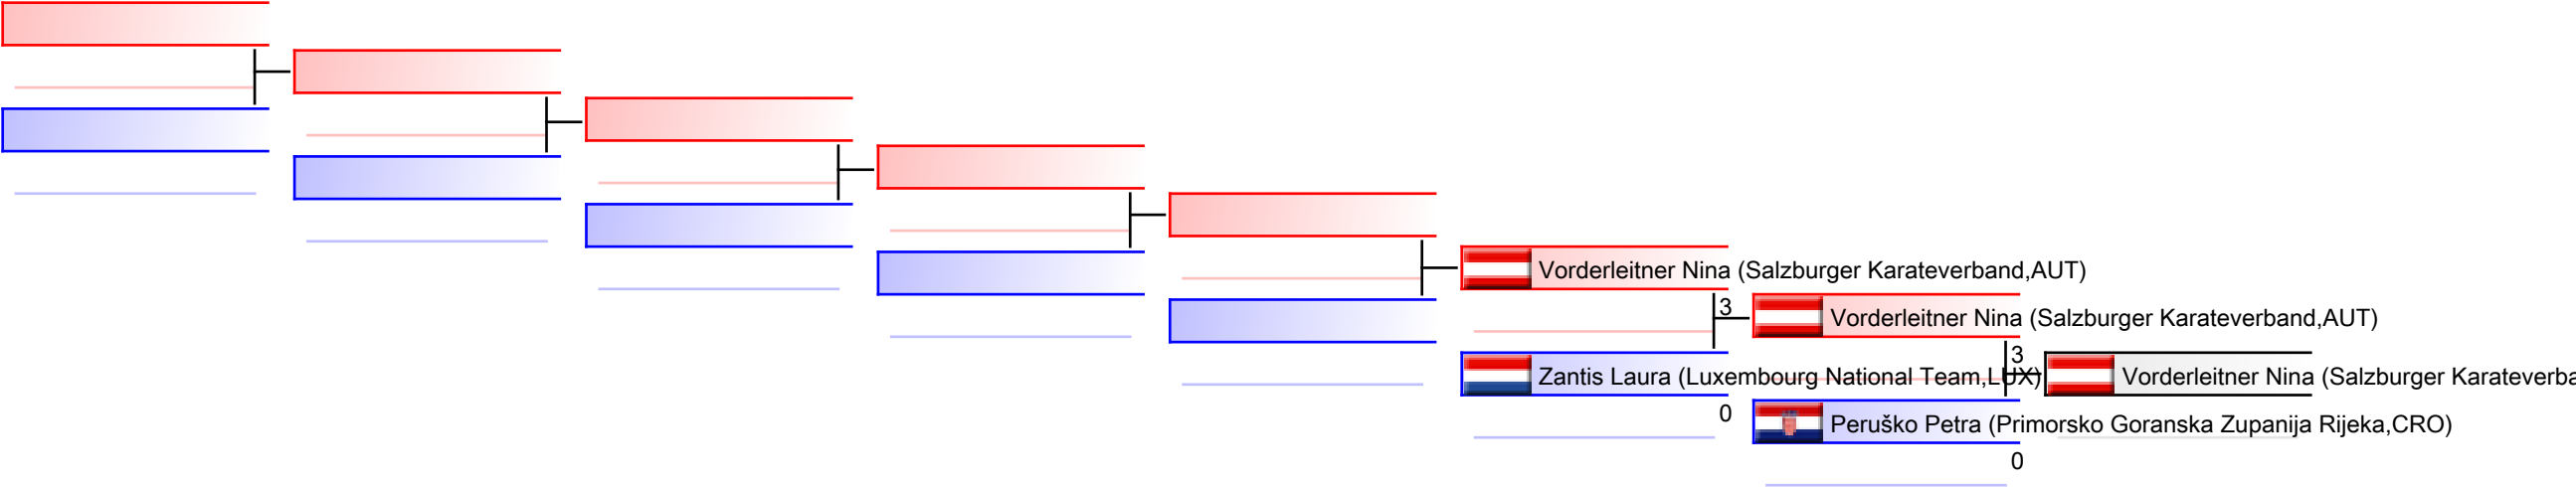 Vorderleitner Nina (Salzburger Karateverband,AUT)
3
Vorderleitner Nina (Salzburger Karateverband,AUT)
3
Zantis Laura (Luxembourg National Team,LUX)
Vorderleitner Nina (Salzburger Karateverba
0
Peruško Petra (Primorsko Goranska Zupanija Rijeka,CRO)
0